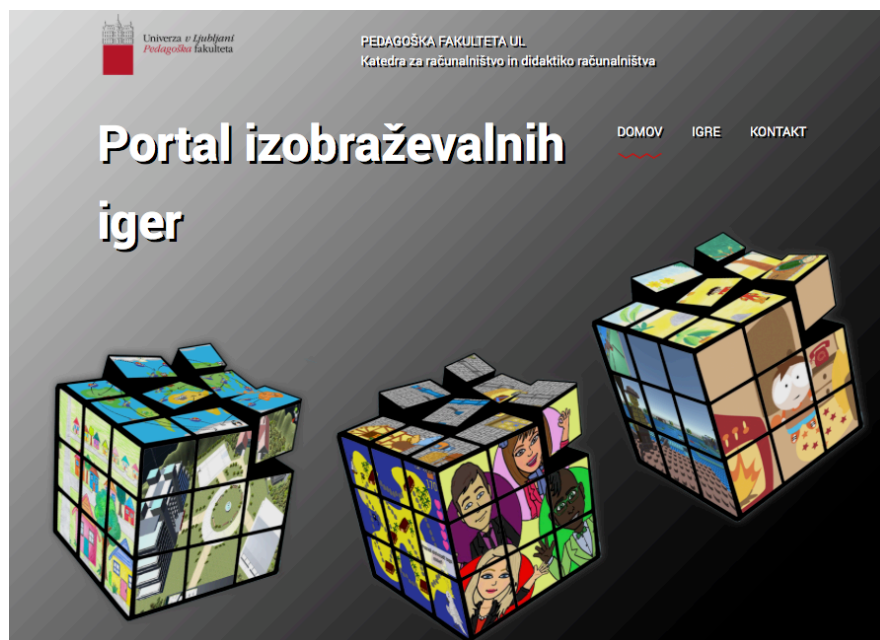 Univerza v Ljubljani
Pedagoška fakulteta
PEDAGOŠKA FAKULTETA UL
Katedra za računalništvo in didaktiko računalništva
Portal izobraževalnih
iger
DOMOV
IGRE
KONTAKT